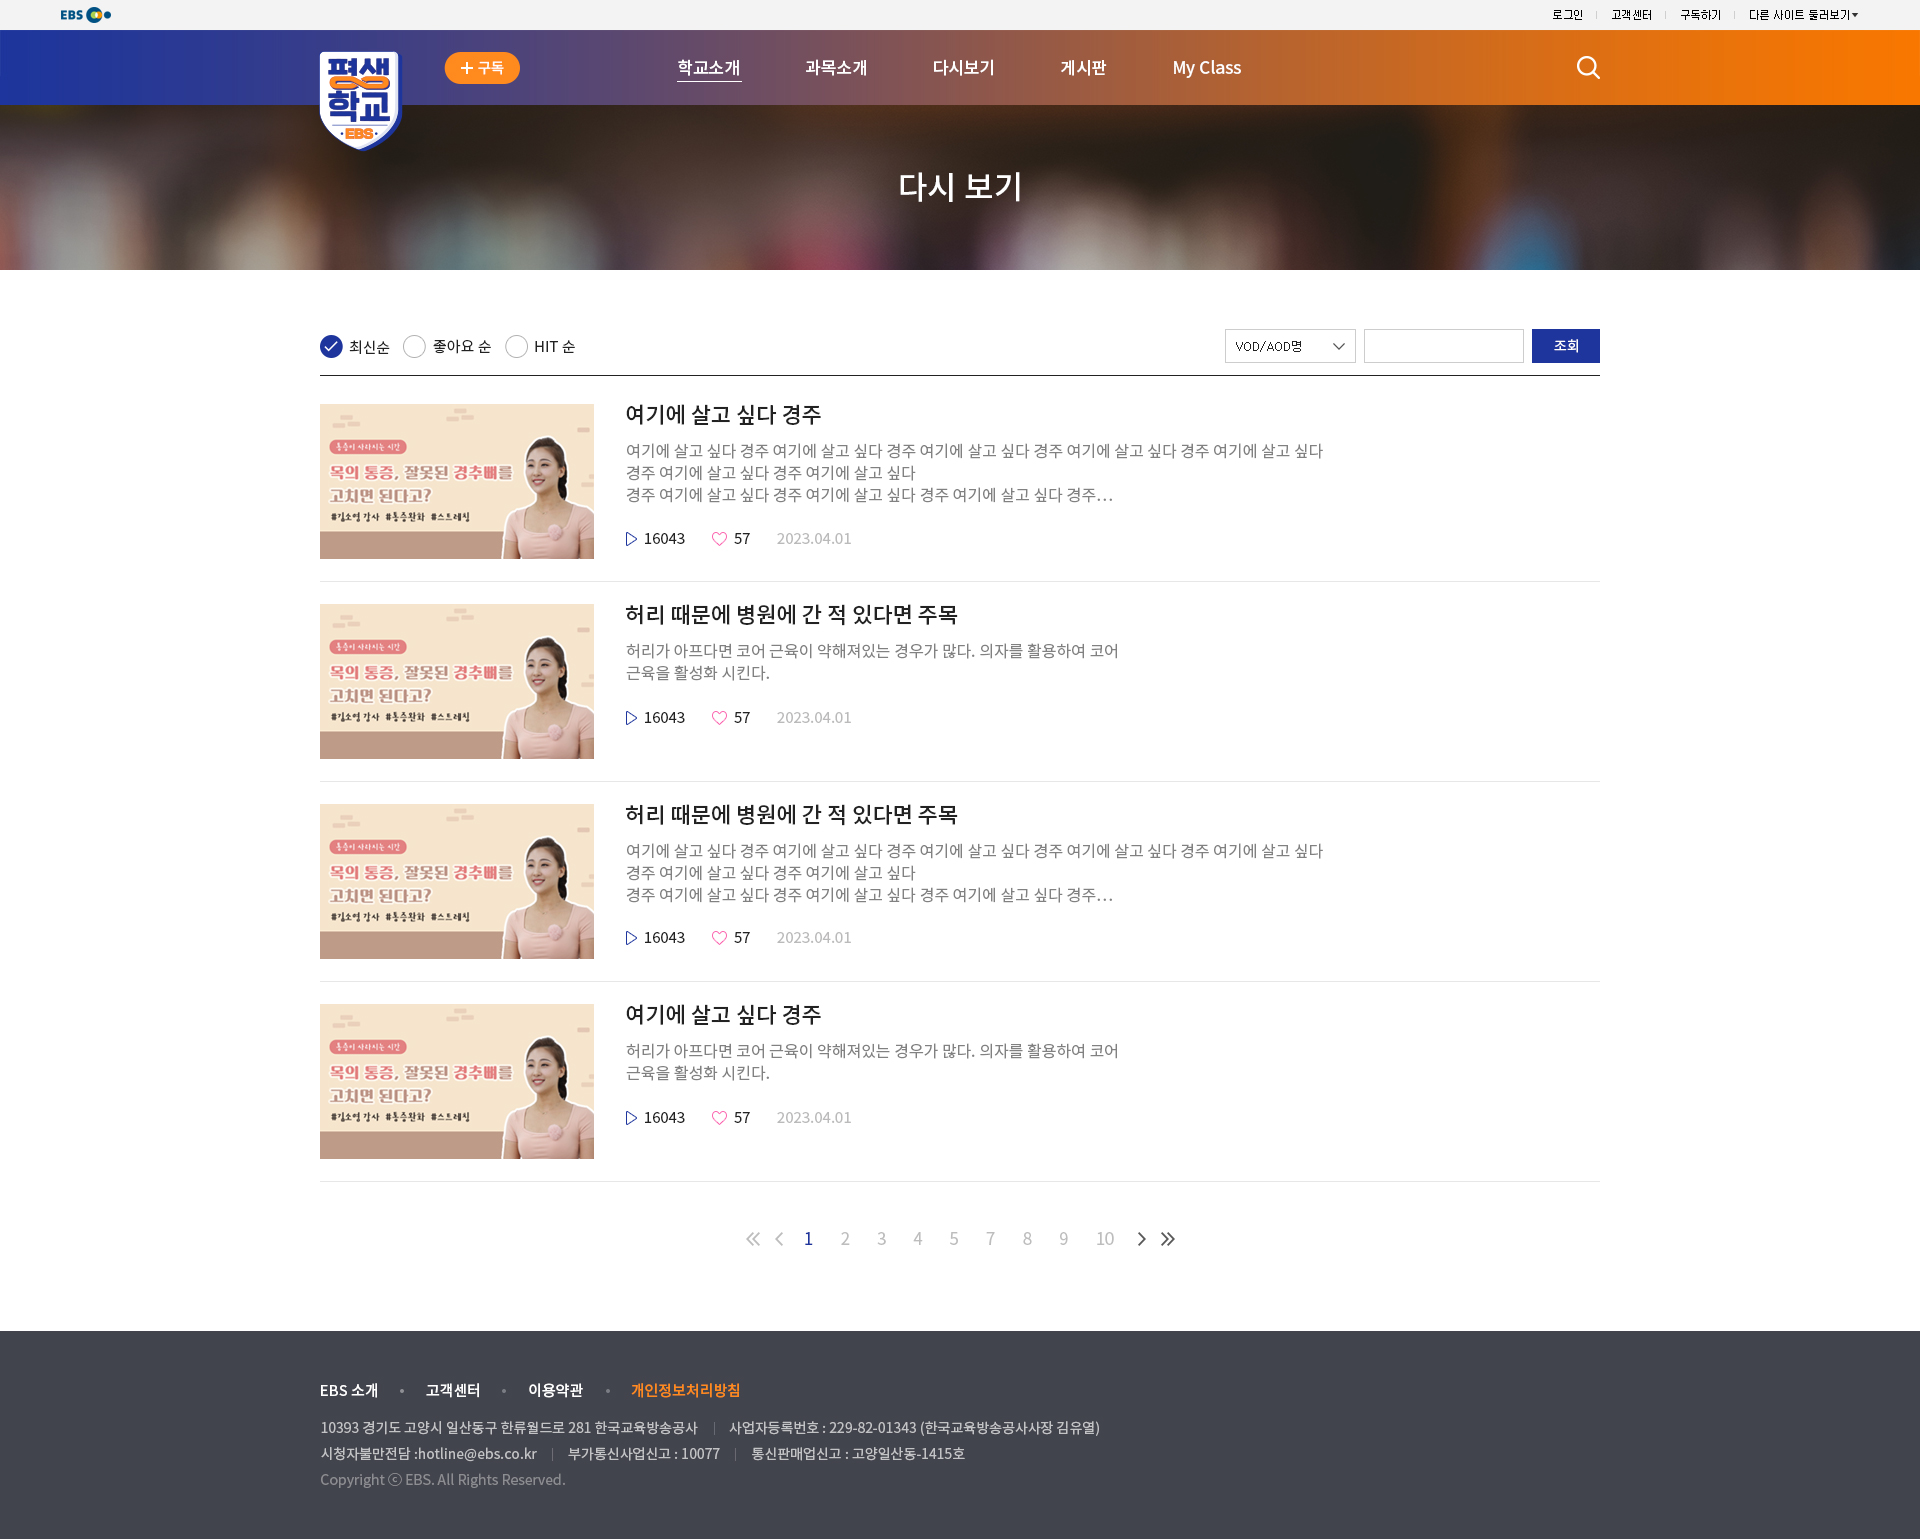 EBS
로그인 고객센터 구독하기 다른 사이트 둘러보기
평생학교 EBS
구독 학교소개 과목소개 다시보기 게시판 My Class
다시 보기
최신순 좋아요 순 HIT 순 VOD/AOD명 조회
여기에 살고 싶다 경주
여기에 살고 싶다 경주 여기에 살고 싶다 경주 여기에 살고 싶다 경주 여기에 살고 싶다 경주 여기에 살고 싶다
경주 여기에 살고 싶다 경주 여기에 살고 싶다
경주 여기에 살고 싶다 경주 여기에 살고 싶다 경주 여기에 살고 싶다 경주...
16043 57 2023.04.01
통증이 사라지는 시간
목의 통증, 잘못된 경추뼈를
고치면 된다고?
#김소영 강사 #통증완화 #스트레칭
허리 때문에 병원에 간 적 있다면 주목
허리가 아프다면 코어 근육이 약해져있는 경우가 많다. 의자를 활용하여 코어
근육을 활성화 시킨다.
16043 57 2023.04.01
통증이 사라지는 시간
목의 통증, 잘못된 경추뼈를
고치면 된다고?
#김소영 강사 #통증완화 #스트레칭
허리 때문에 병원에 간 적 있다면 주목
여기에 살고 싶다 경주 여기에 살고 싶다 경주 여기에 살고 싶다 경주 여기에 살고 싶다 경주 여기에 살고 싶다
경주 여기에 살고 싶다 경주 여기에 살고 싶다
경주 여기에 살고 싶다 경주 여기에 살고 싶다 경주 여기에 살고 싶다 경주...
16043 57 2023.04.01
통증이 사라지는 시간
목의 통증, 잘못된 경추뼈를
고치면 된다고?
#김소영 강사 #통증완화 #스트레칭
여기에 살고 싶다 경주
허리가 아프다면 코어 근육이 약해져있는 경우가 많다. 의자를 활용하여 코어
근육을 활성화 시킨다.
16043 57 2023.04.01
통증이 사라지는 시간
목의 통증, 잘못된 경추뼈를
고치면 된다고?
#김소영 강사 #통증완화 #스트레칭
1 2 3 4 5 7 8 9 10
EBS 소개 • 고객센터 • 이용약관 • 개인정보처리방침
10393 경기도 고양시 일산동구 한류월드로 281 한국교육방송공사 | 사업자등록번호 : 229-82-01343 (한국교육방송공사사장 김유열)
시청자불만전담 :hotline@ebs.co.kr | 부가통신사업신고 : 10077 | 통신판매업신고 : 고양일산동-1415호
Copyright ⓒ EBS. All Rights Reserved.